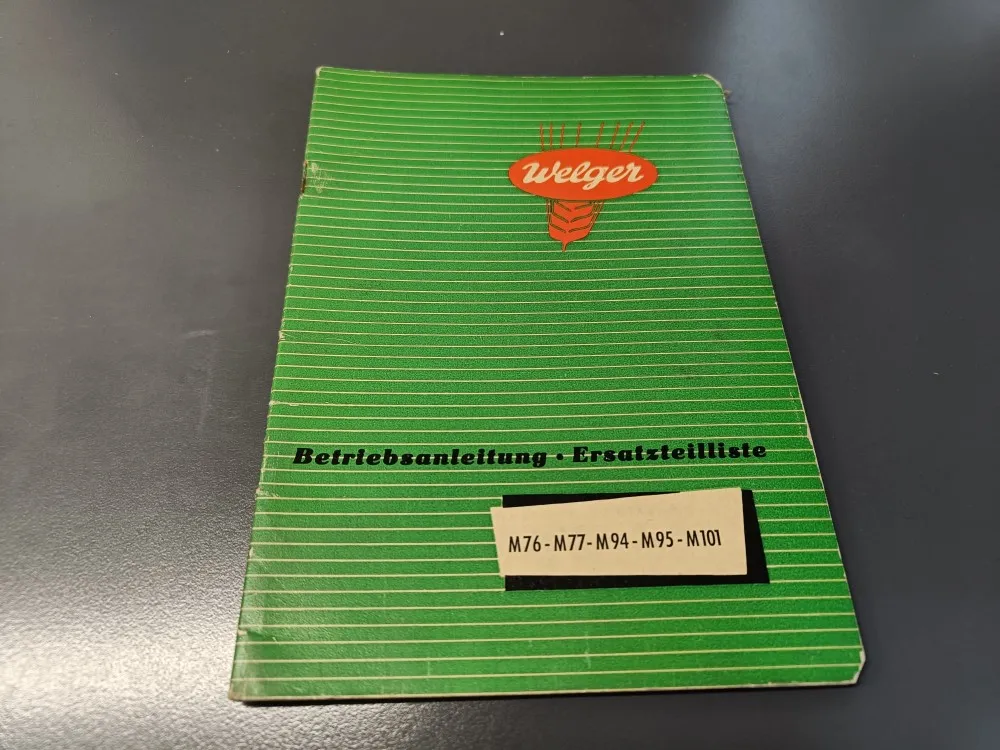 Welger
Betriebsanleitung • Ersatzteilliste
M76-M77-M94-M95-M101